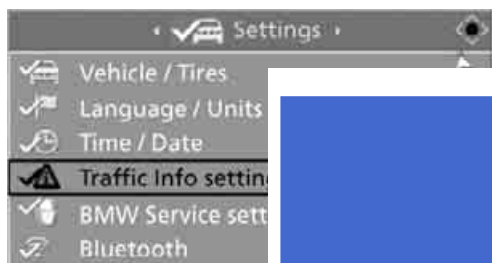 Settings
Vehicle / Tires
Language / Units
Time / Date
Traffic Info settin
BMW Service sett
Bluetooth